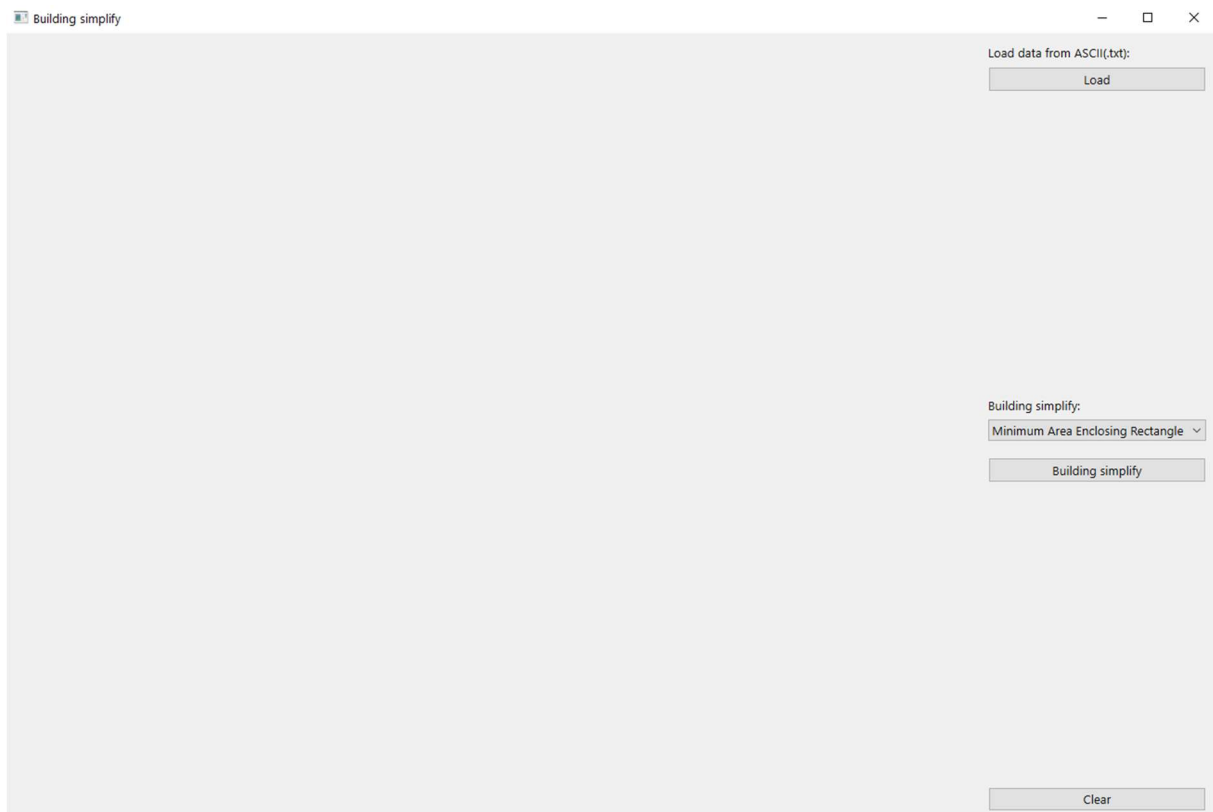 Building simplify
Load data from ASCII(.txt):
Load
Building simplify:
Minimum Area Enclosing Rectangle
Building simplify
Clear